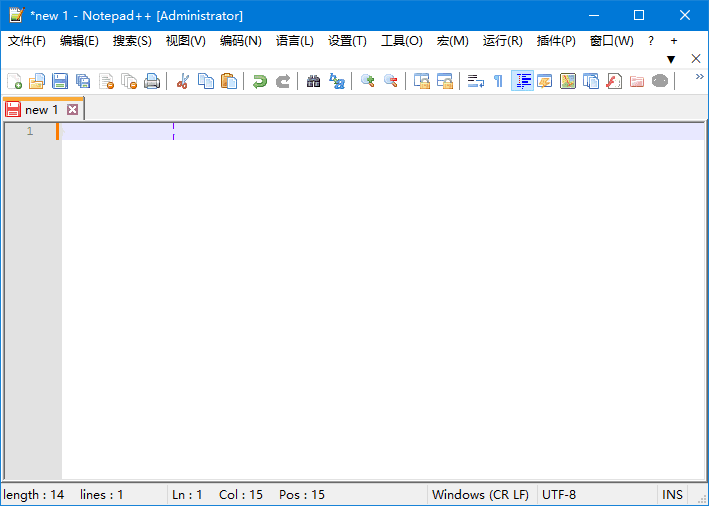 *new 1 - Notepad++ [Administrator]
文件(F) 编辑(E) 搜索(S) 视图(V) 编码(N) 语言(L) 设置(T) 工具(O) 宏(M) 运行(R) 插件(P) 窗口(W) ? +
new 1
1
length : 14 lines : 1 Ln : 1 Col : 15 Pos : 15 Windows (CR LF) UTF-8 INS